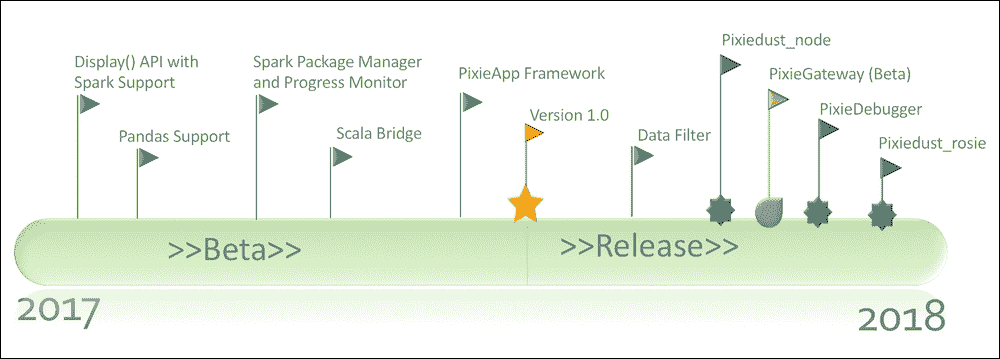 Display() API with
Spark Support
Pandas Support
Spark Package Manager
and Progress Monitor
Scala Bridge
PixieApp Framework
Version 1.0
Data Filter
Pixiedust_node
PixieGateway (Beta)
PixieDebugger
Pixiedust_rosie
>>Beta>>
>>Release>>
2017
2018